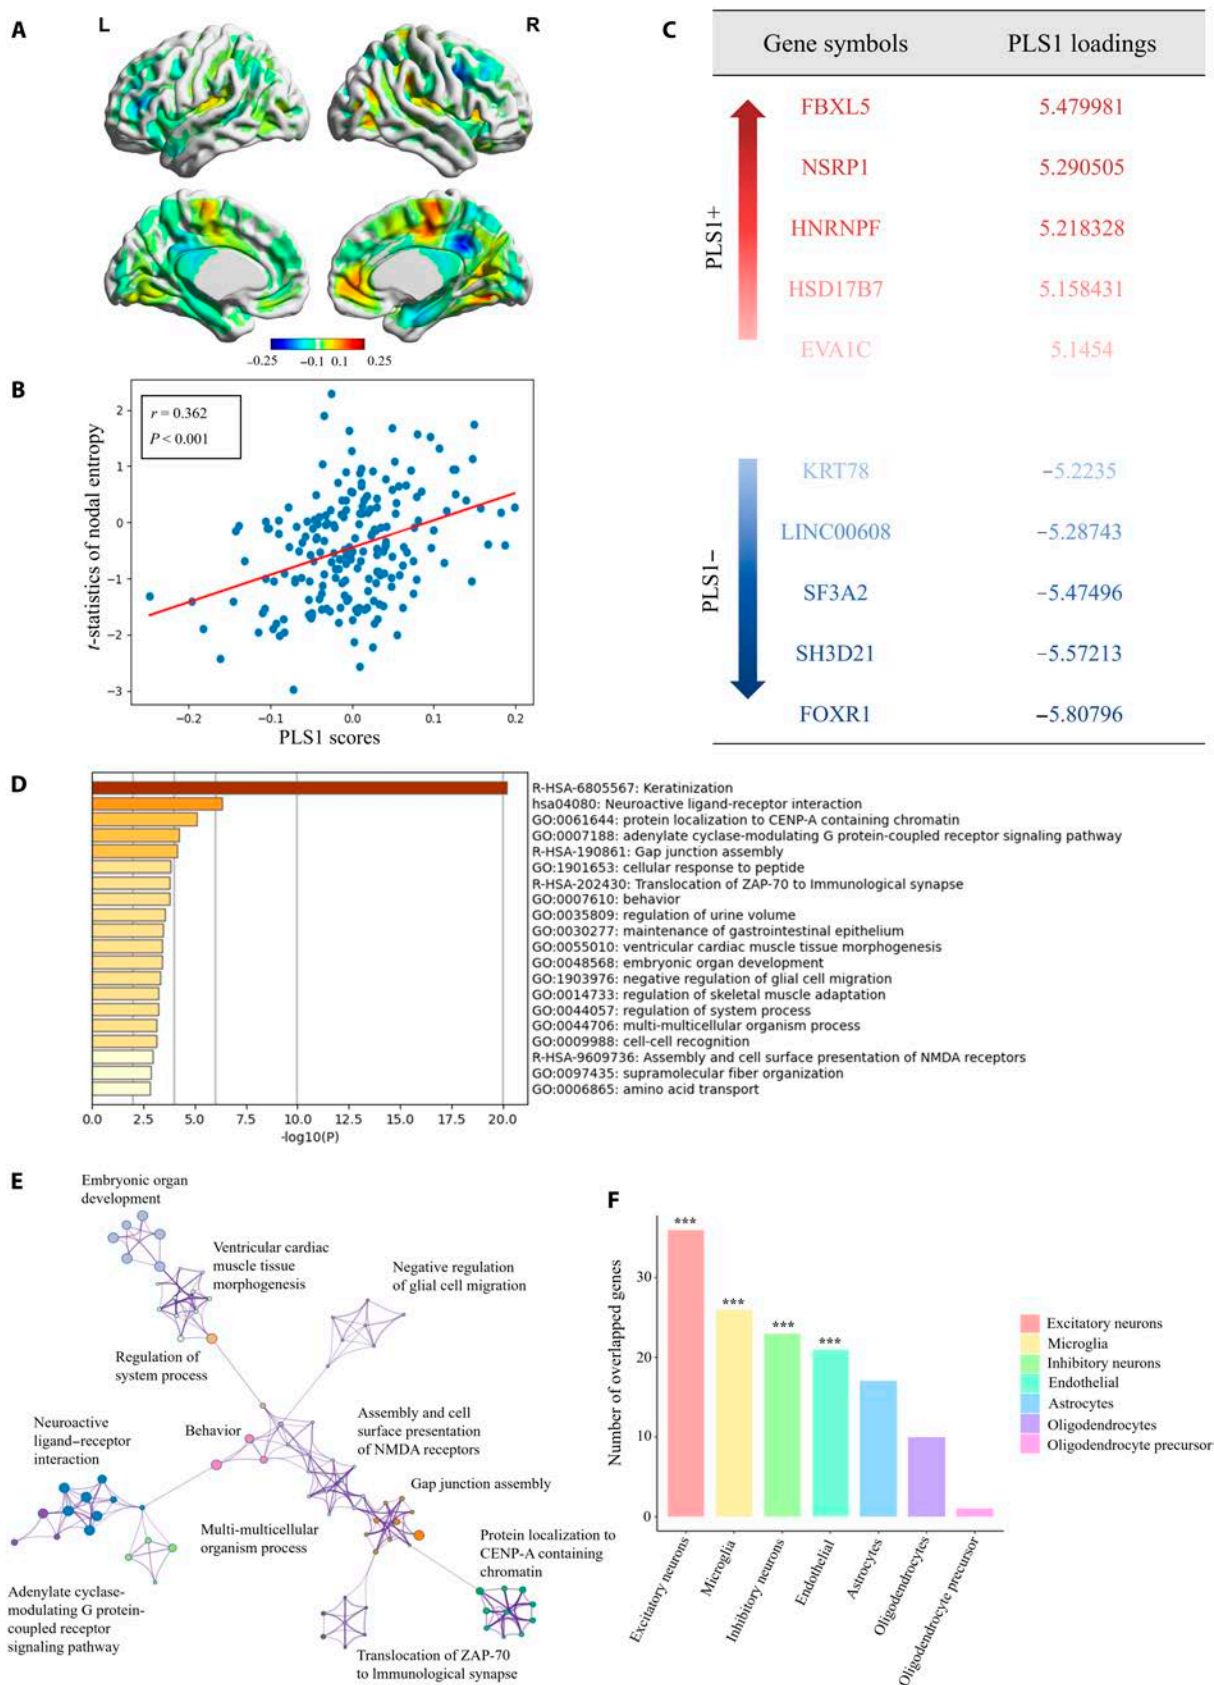 A
L
R
−0.25
−0.1
0.1
0.25
B
r = 0.362
P < 0.001
t-statistics of nodal entropy
2
1
0
−1
−2
−3
−0.2
−0.1
0.0
0.1
0.2
PLS1 scores
C
Gene symbols PLS1 loadings
PLS1+
FBXL5 5.479981
NSRP1 5.290505
HNRNPF 5.218328
HSD17B7 5.158431
EVA1C 5.1454
PLS1−
KRT78 −5.2235
LINC00608 −5.28743
SF3A2 −5.47496
SH3D21 −5.57213
FOXR1 −5.80796
D
R-HSA-6805567: Keratinization
hsa04080: Neuroactive ligand-receptor interaction
GO:0061644: protein localization to CENP-A containing chromatin
GO:0007188: adenylate cyclase-modulating G protein-coupled receptor signaling pathway
R-HSA-190861: Gap junction assembly
GO:1901653: cellular response to peptide
R-HSA-202430: Translocation of ZAP-70 to Immunological synapse
GO:0007610: behavior
GO:0035809: regulation of urine volume
GO:0030277: maintenance of gastrointestinal epithelium
GO:0055010: ventricular cardiac muscle tissue morphogenesis
GO:0048568: embryonic organ development
GO:1903976: negative regulation of glial cell migration
GO:0014733: regulation of skeletal muscle adaptation
GO:0044057: regulation of system process
GO:0044706: multi-multicellular organism process
GO:0009988: cell-cell recognition
R-HSA-9609736: Assembly and cell surface presentation of NMDA receptors
GO:0097435: supramolecular fiber organization
GO:0006865: amino acid transport
0.0 2.5 5.0 7.5 10.0 12.5 15.0 17.5 20.0
-log10(P)
E
Embryonic organ
development
Ventricular cardiac
muscle tissue
morphogenesis
Negative regulation
of glial cell migration
Regulation of
system process
Neuroactive
ligand−receptor
interaction
Behavior
Assembly and cell
surface presentation
of NMDA receptors
Gap junction assembly
Multi-multicellular
organism process
Protein localization to
CENP-A containing
chromatin
Adenylate cyclase-
modulating G protein-
coupled receptor
signaling pathway
Translocation of ZAP-70
to Immunological synapse
F
Number of overlapped genes
30
20
10
0
***
***
***
***
Excitatory neurons
Microglia
Inhibitory neurons
Endothelial
Astrocytes
Oligodendrocytes
Oligodendrocyte precursor
Excitatory neurons
Microglia
Inhibitory neurons
Endothelial
Astrocytes
Oligodendrocytes
Oligodendrocyte precursor